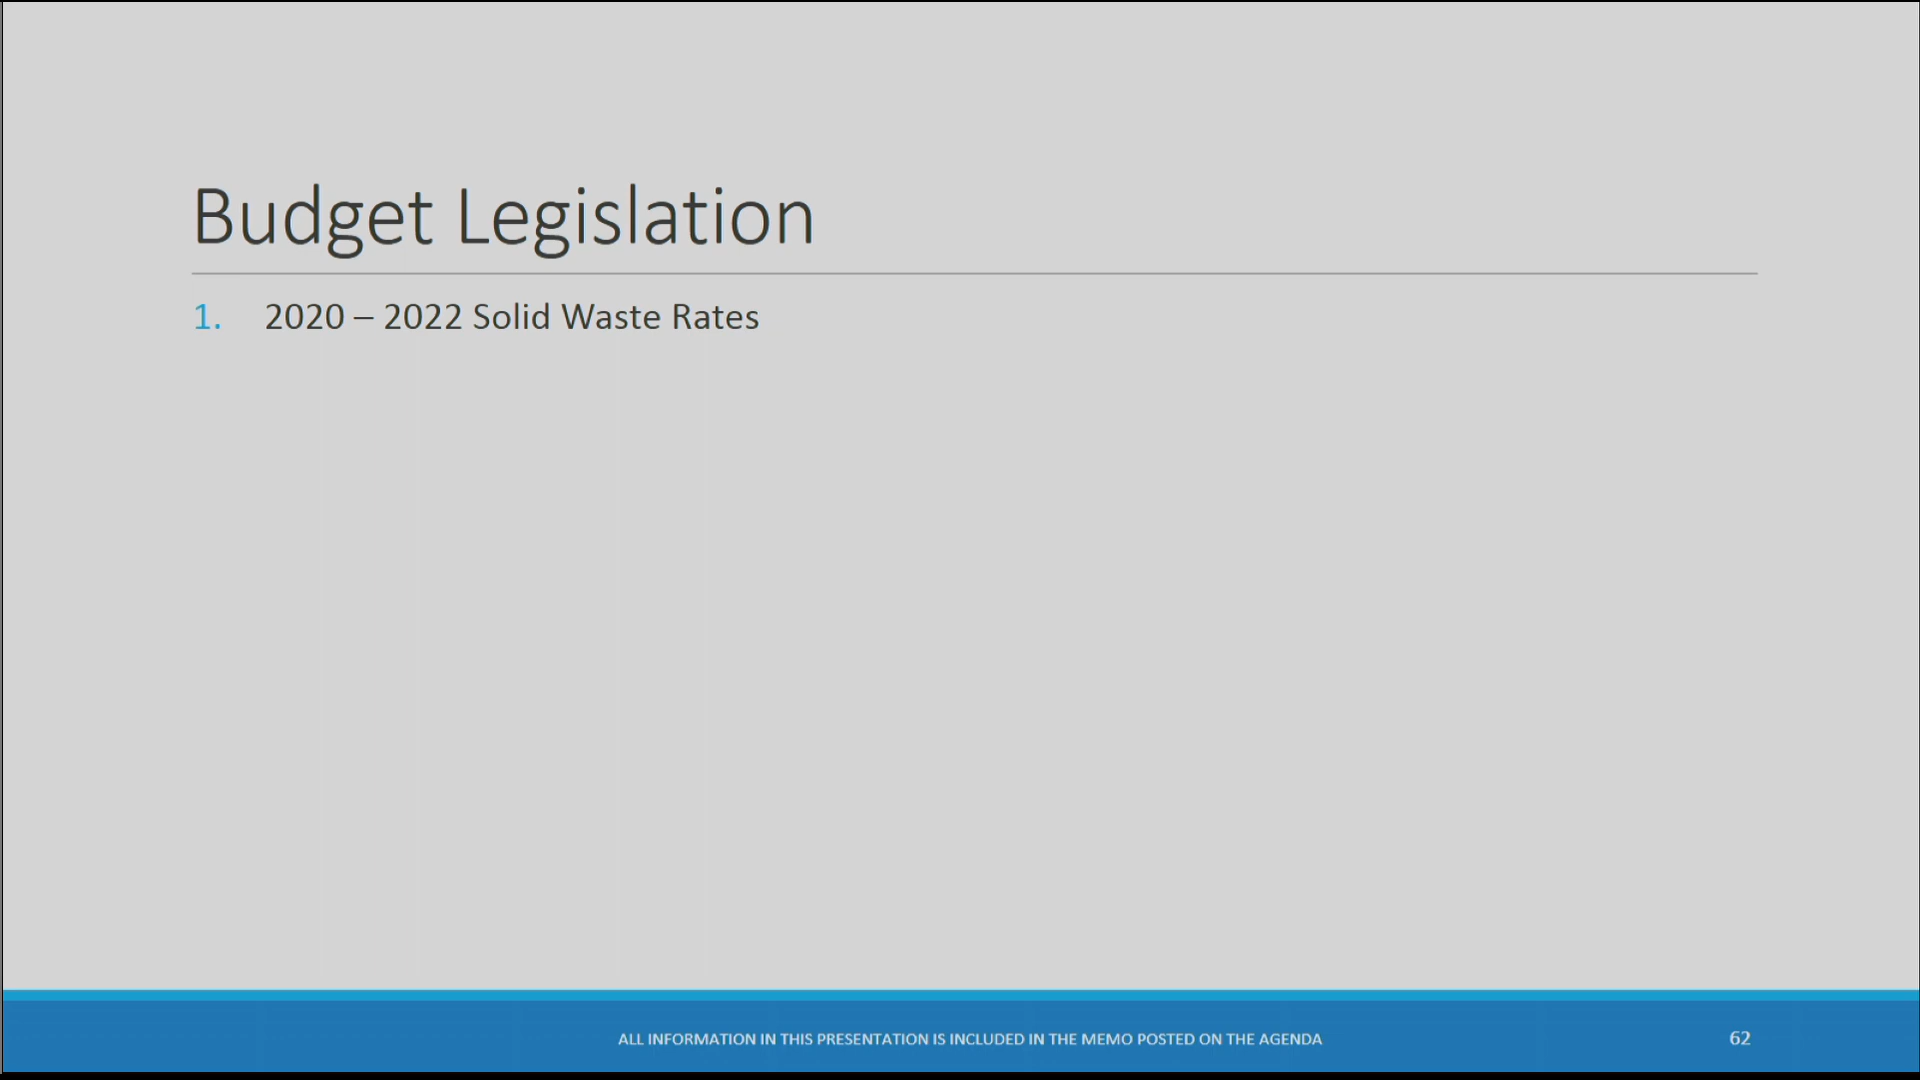 Budget Legislation
1. 2020 – 2022 Solid Waste Rates
ALL INFORMATION IN THIS PRESENTATION IS INCLUDED IN THE MEMO POSTED ON THE AGENDA
62